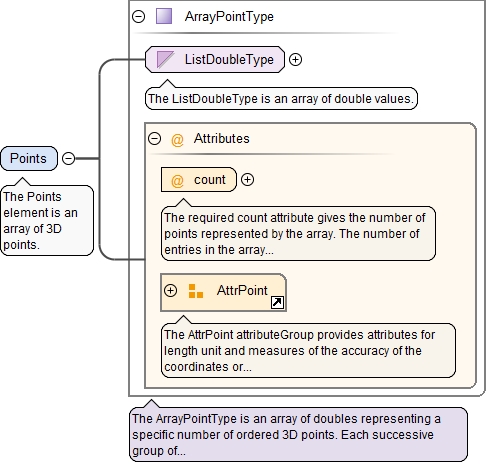 ArrayPointType
ListDoubleType
The ListDoubleType is an array of double values.
@ Attributes
Points
@ count
The Points
element is an
array of 3D
points.
The required count attribute gives the number of
points represented by the array. The number of
entries in the array...
AttrPoint
The AttrPoint attributeGroup provides attributes for
length unit and measures of the accuracy of the
coordinates or...
The ArrayPointType is an array of doubles representing a
specific number of ordered 3D points. Each successive
group of...